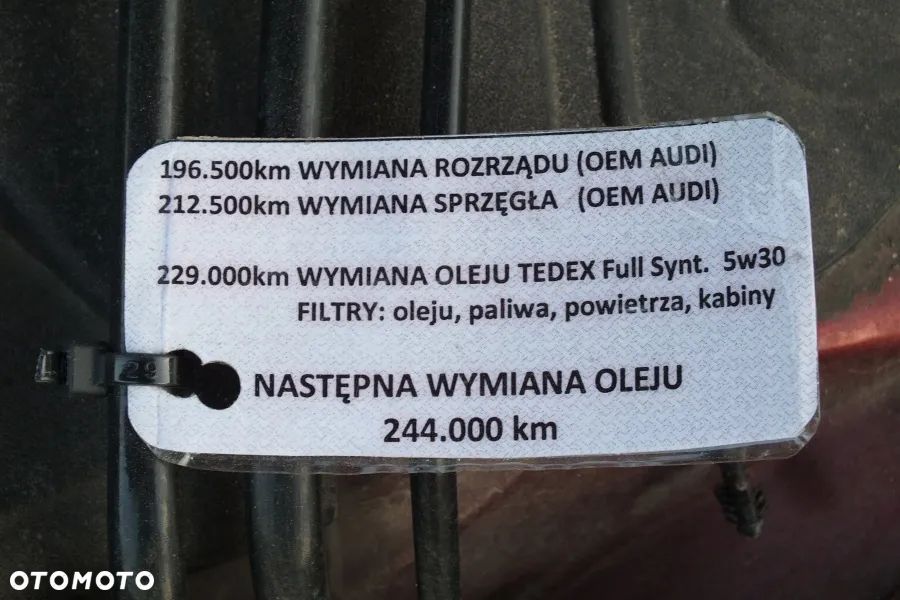 196.500km WYMIANA ROZRZĄDU (OEM AUDI)
212.500km WYMIANA SPRZĘGŁA (OEM AUDI)
229.000km WYMIANA OLEJU TEDEX Full Synt. 5w30
FILTRY: oleju, paliwa, powietrza, kabiny
NASTĘPNA WYMIANA OLEJU
244.000 km
OTOMOTO